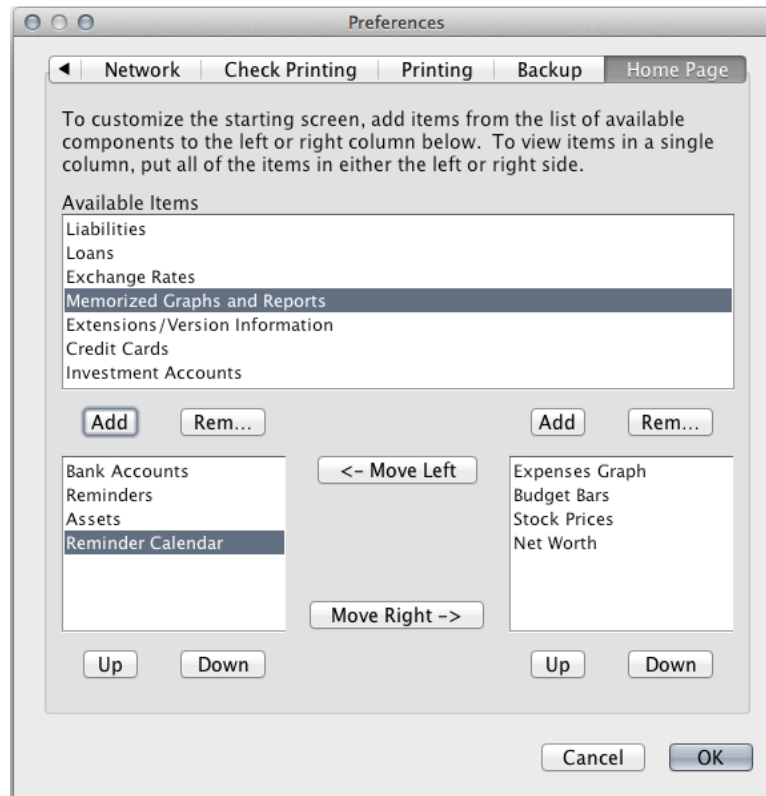 Preferences
◀ Network Check Printing Printing Backup Home Page
To customize the starting screen, add items from the list of available
components to the left or right column below. To view items in a single
column, put all of the items in either the left or right side.
Available Items
Liabilities
Loans
Exchange Rates
Memorized Graphs and Reports
Extensions/Version Information
Credit Cards
Investment Accounts
Add Rem... Add Rem...
Bank Accounts
Reminders
Assets
Reminder Calendar
<- Move Left
Move Right ->
Expenses Graph
Budget Bars
Stock Prices
Net Worth
Up Down Up Down
Cancel OK